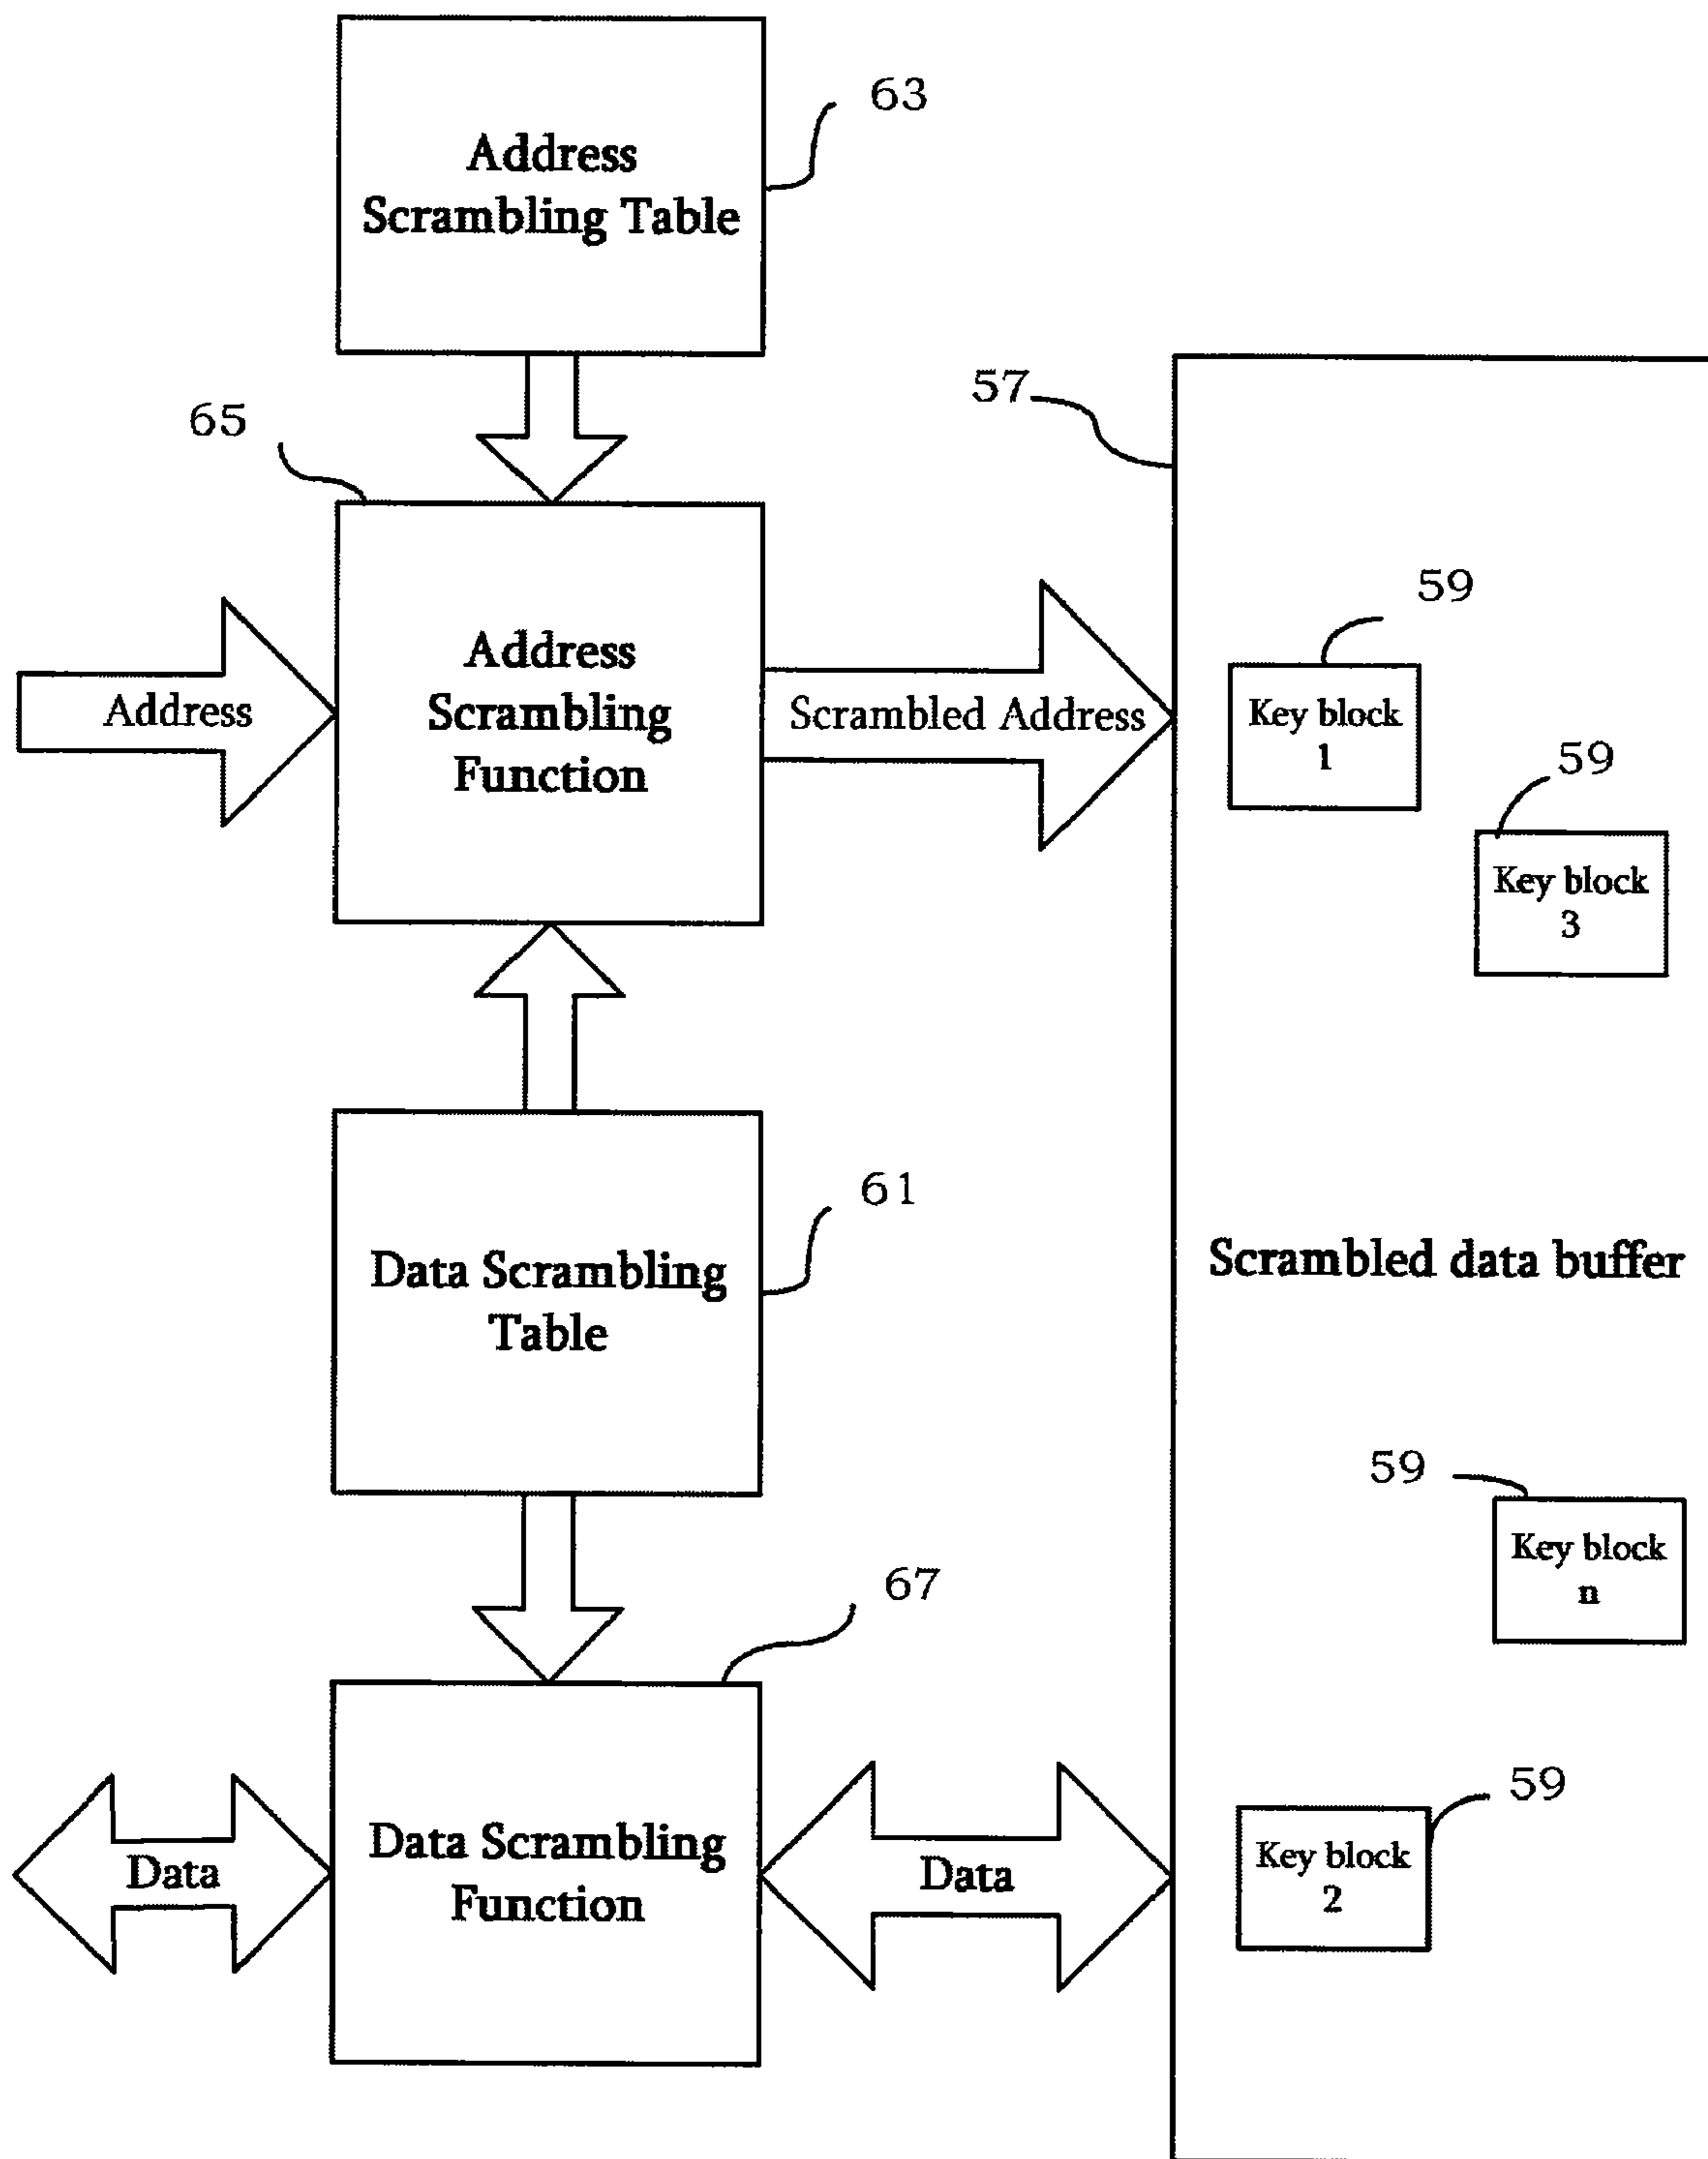 63
Address
Scrambling Table
57
65
59
Address
Scrambling
Function
Address
Scrambled Address
Key block
1
59
Key block
3
61
Data Scrambling
Table
Scrambled data buffer
59
Key block
n
67
59
Data Scrambling
Function
Data
Data
Key block
2